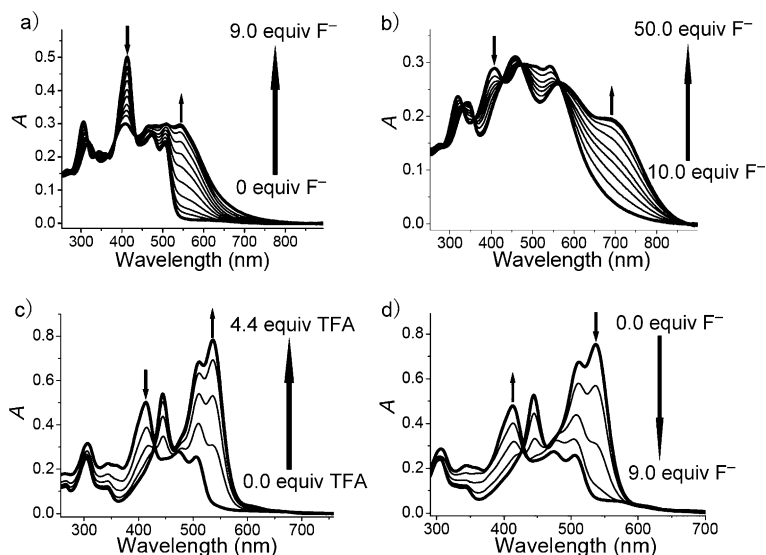 a)
9.0 equiv F⁻
0 equiv F⁻
A
0.5
0.4
0.3
0.2
0.1
0.0
300 400 500 600 700 800
Wavelength (nm)
b)
50.0 equiv F⁻
10.0 equiv F⁻
A
0.3
0.2
0.1
0.0
300 400 500 600 700 800
Wavelength (nm)
c)
4.4 equiv TFA
0.0 equiv TFA
A
0.8
0.6
0.4
0.2
0.0
300 400 500 600 700
Wavelength (nm)
d)
0.0 equiv F⁻
9.0 equiv F⁻
A
0.8
0.6
0.4
0.2
0.0
300 400 500 600 700
Wavelength (nm)